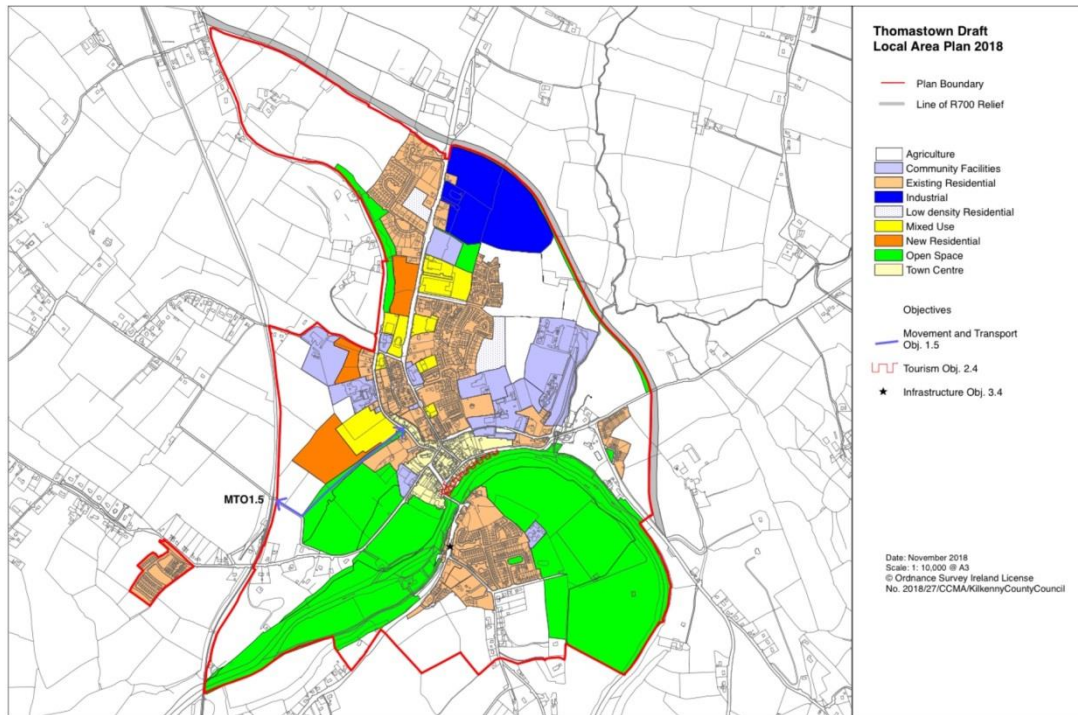 Thomastown Draft
Local Area Plan 2018
Plan Boundary
Line of R700 Relief
Agriculture
Community Facilities
Existing Residential
Industrial
Low density Residential
Mixed Use
New Residential
Open Space
Town Centre
Objectives
Movement and Transport
Obj. 1.5
Tourism Obj. 2.4
Infrastructure Obj. 3.4
MTO1.5
Date: November 2018
Scale: 1: 10,000 @ A3
© Ordnance Survey Ireland License
No. 2018/27/CCMA/KilkennyCountyCouncil